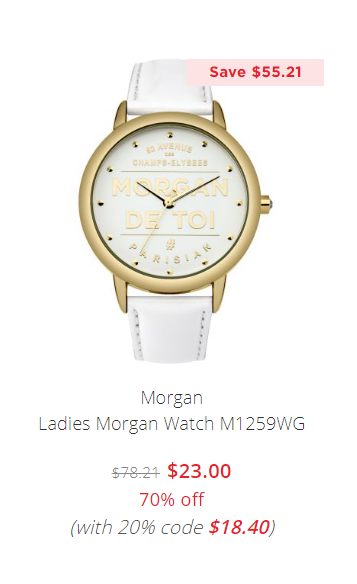 Save $55.21
52 AVENUE
DES
CHAMPS-ELYSEES
MORGAN
DE TOI
#
PARISIAN
Morgan
Ladies Morgan Watch M1259WG
$78.21 $23.00
70% off
(with 20% code $18.40)